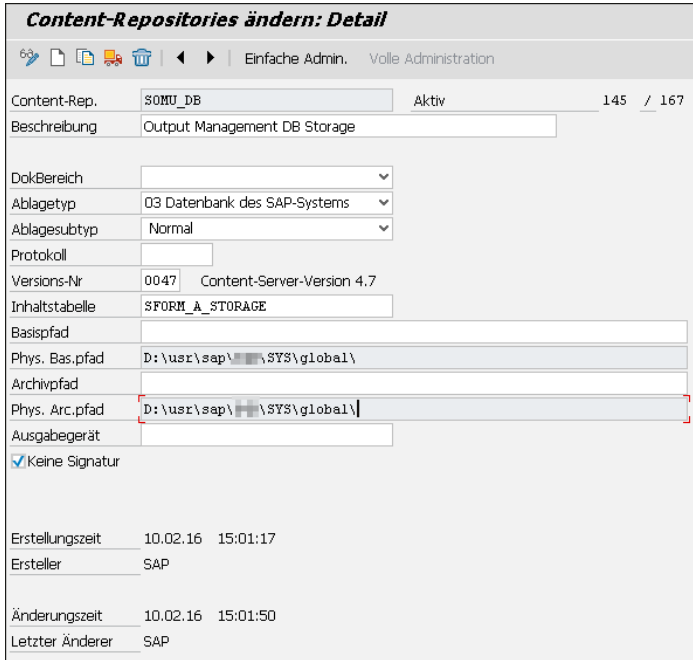 Content-Repositories ändern: Detail
Einfache Admin. Volle Administration
Content-Rep. SOMU_DB Aktiv 145 / 167
Beschreibung Output Management DB Storage
DokBereich
Ablagetyp 03 Datenbank des SAP-Systems
Ablagesubtyp Normal
Protokoll
Versions-Nr 0047 Content-Server-Version 4.7
Inhaltstabelle SFORM_A_STORAGE
Basispfad
Phys. Bas.pfad D:\usr\sap\ \SYS\global\
Archivpfad
Phys. Arc.pfad D:\usr\sap\ \SYS\global\
Ausgabegerät
Keine Signatur
Erstellungszeit 10.02.16 15:01:17
Ersteller SAP
Änderungszeit 10.02.16 15:01:50
Letzter Änderer SAP